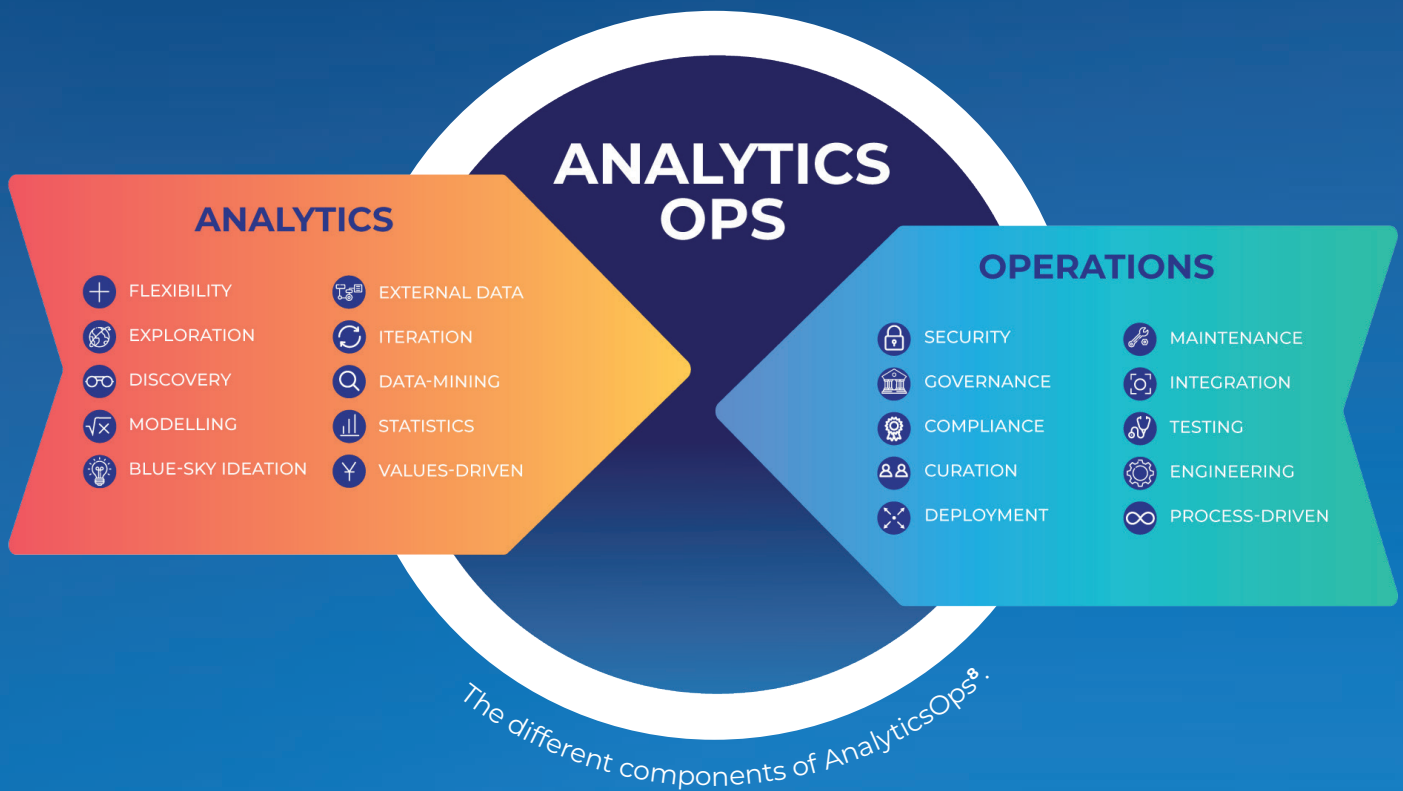 ANALYTICS
OPS
ANALYTICS
FLEXIBILITY
EXPLORATION
DISCOVERY
MODELLING
BLUE-SKY IDEATION
EXTERNAL DATA
ITERATION
DATA-MINING
STATISTICS
VALUES-DRIVEN
OPERATIONS
SECURITY
GOVERNANCE
COMPLIANCE
CURATION
DEPLOYMENT
MAINTENANCE
INTEGRATION
TESTING
ENGINEERING
PROCESS-DRIVEN
The different components of AnalyticsOps⁸.